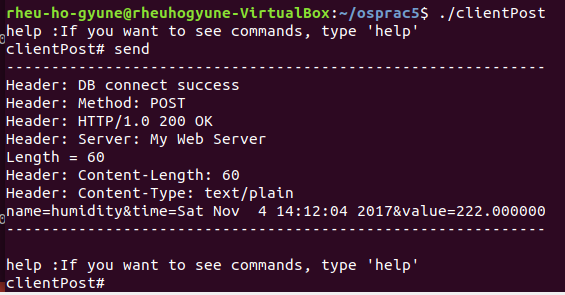 rheu-ho-gyune@rheuhogyune-VirtualBox:~/osprac5$ ./clientPost
help :If you want to see commands, type 'help'
clientPost# send
------------------------------------------------------------
Header: DB connect success
Header: Method: POST
Header: HTTP/1.0 200 OK
Header: Server: My Web Server
Length = 60
Header: Content-Length: 60
Header: Content-Type: text/plain
name=humidity&time=Sat Nov  4 14:12:04 2017&value=222.000000
------------------------------------------------------------
help :If you want to see commands, type 'help'
clientPost#